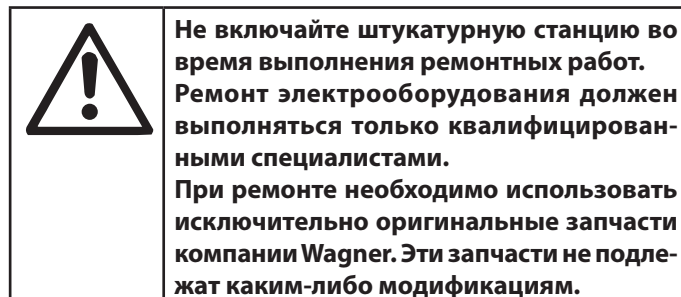 Не включайте штукатурную станцию во
время выполнения ремонтных работ.
Ремонт электрооборудования должен
выполняться только квалифицирован-
ными специалистами.
При ремонте необходимо использовать
исключительно оригинальные запчасти
компании Wagner. Эти запчасти не подле-
жат каким-либо модификациям.